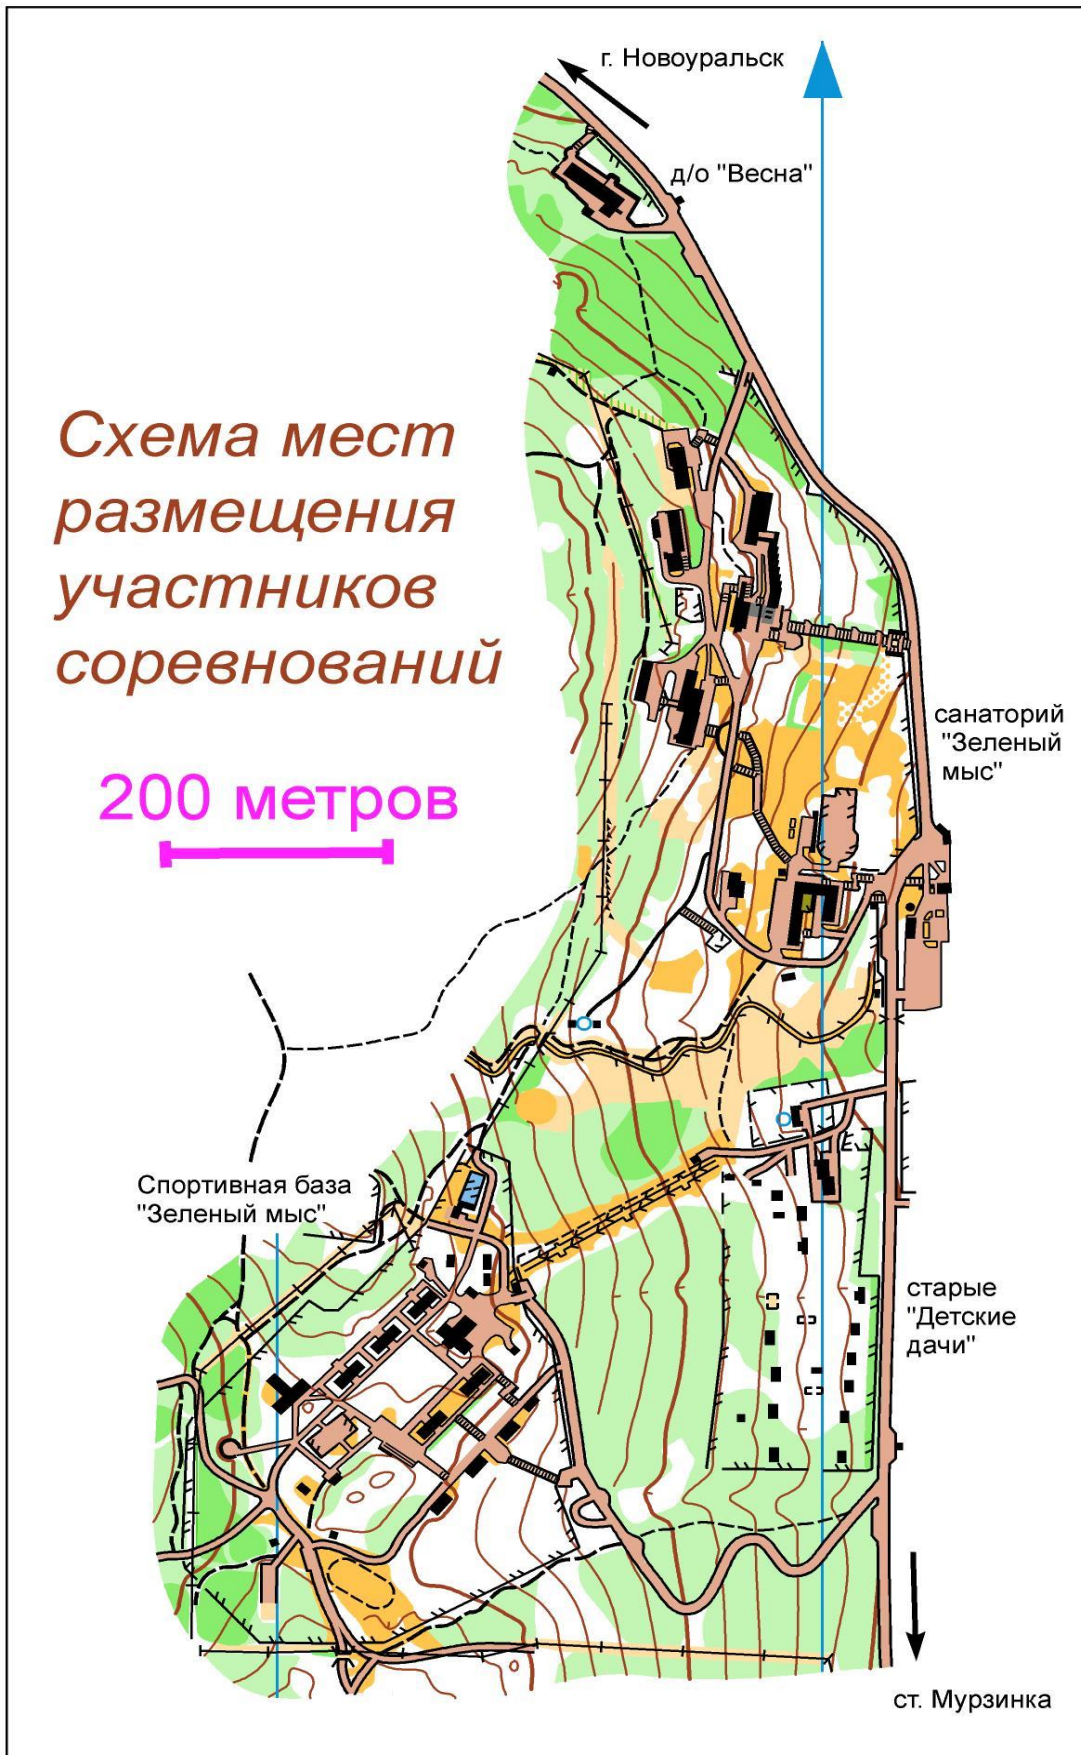 г. Новоуральск
д/о "Весна"
Схема мест
размещения
участников
соревнований
санаторий
"Зеленый
мыс"
200 метров
Спортивная база
"Зеленый мыс"
старые
"Детские
дачи"
ст. Мурзинка